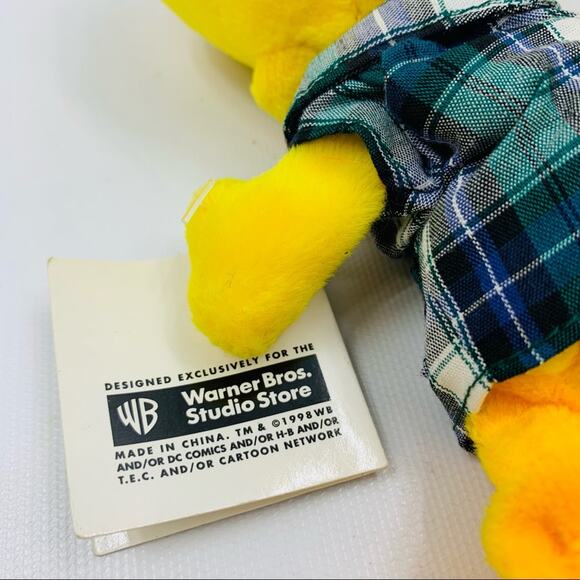 DESIGNED EXCLUSIVELY FOR THE
WB Warner Bros.
Studio Store
MADE IN CHINA. TM & ©1998 WB
AND/OR DC COMICS AND/OR H-B AND/OR
T.E.C. AND/OR CARTOON NETWORK